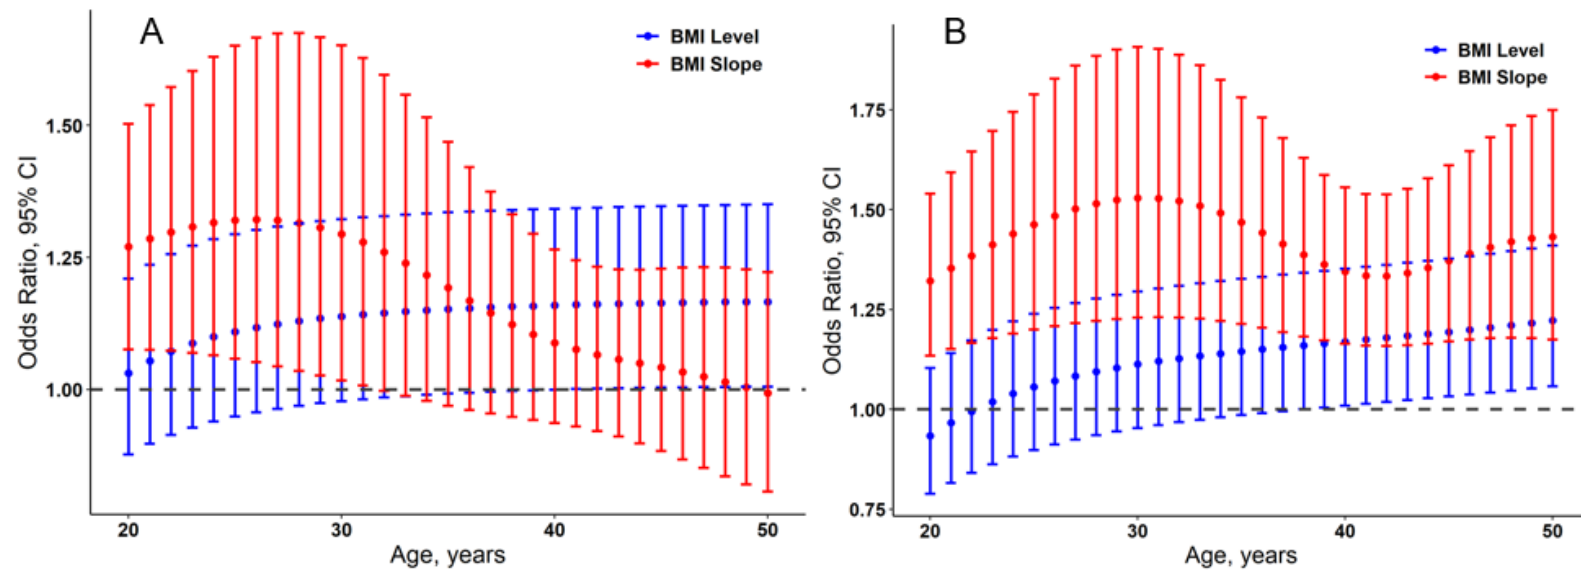 A
BMI Level
BMI Slope
1.50
1.25
1.00
Odds Ratio, 95% CI
20
30
40
50
Age, years
B
BMI Level
BMI Slope
1.75
1.50
1.25
1.00
0.75
Odds Ratio, 95% CI
20
30
40
50
Age, years